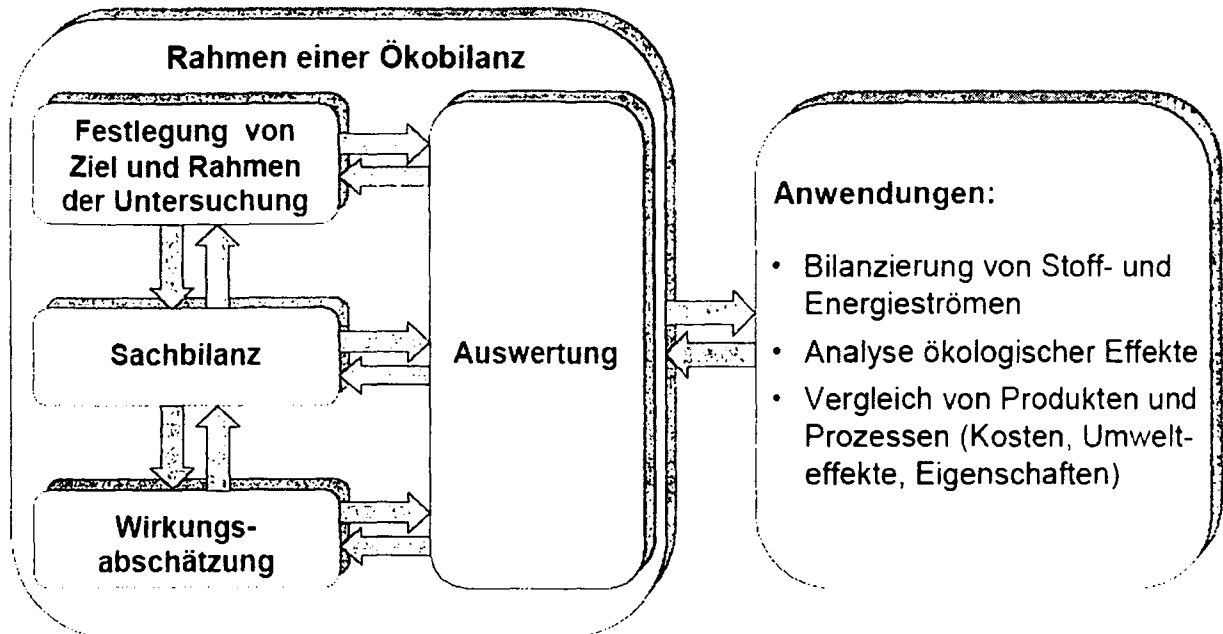 Rahmen einer Ökobilanz
Festlegung von
Ziel und Rahmen
der Untersuchung
Sachbilanz
Wirkungs-
abschätzung
Auswertung
Anwendungen:
• Bilanzierung von Stoff- und
Energieströmen
• Analyse ökologischer Effekte
• Vergleich von Produkten und
Prozessen (Kosten, Umwelt-
effekte, Eigenschaften)